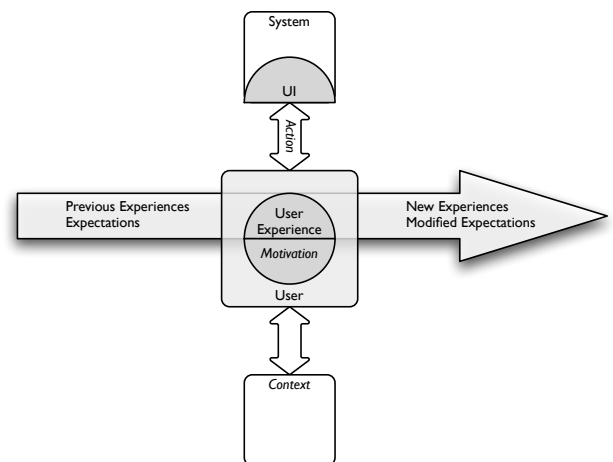 System
UI
Action
Previous Experiences
Expectations
User
Experience
Motivation
User
New Experiences
Modified Expectations
Context